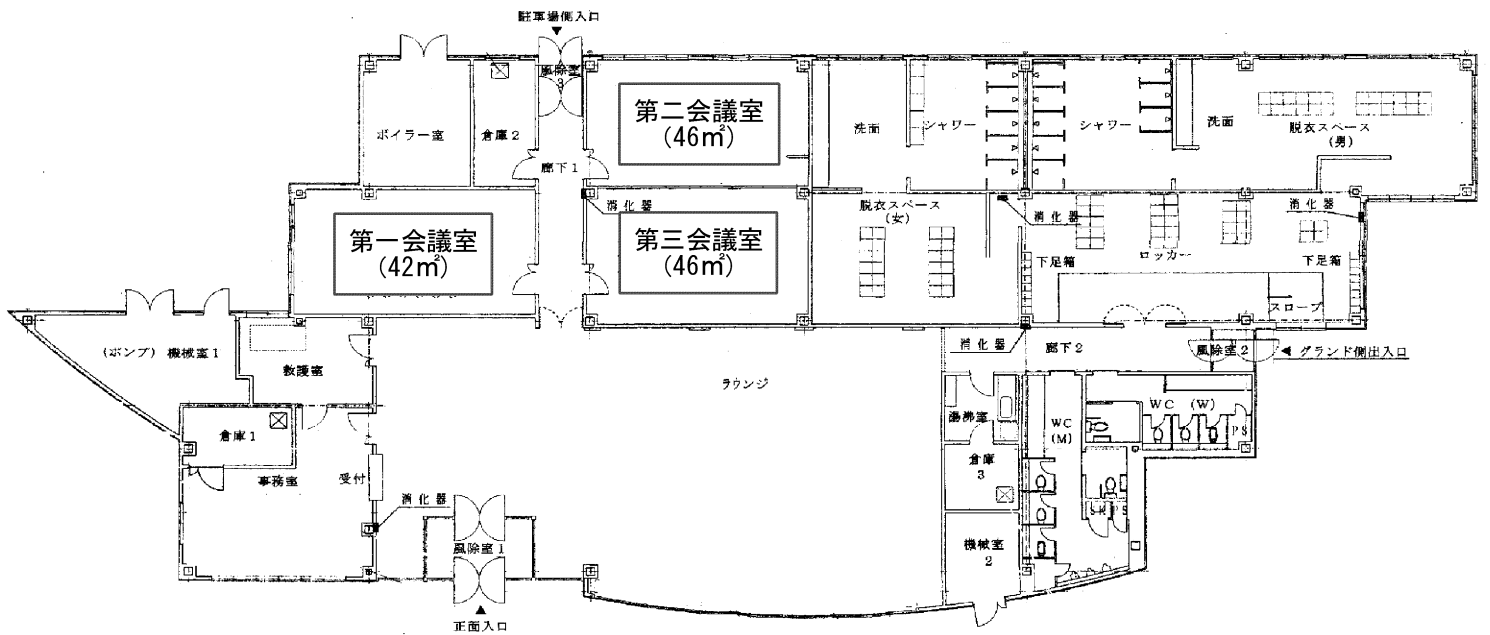 駐車場側入口
▼
風除室
3
ボイラー室
倉庫2
廊下1
第二会議室
(46㎡)
洗面
シャワー
シャワー
洗面
脱衣スペース
(男)
第一会議室
(42㎡)
消化器
第三会議室
(46㎡)
脱衣スペース
(女)
消化器
消化器
下足箱
ロッカー
下足箱
スロープ
(ポンプ) 機械室1
救護室
ラウンジ
消化器
廊下2
風除室2
◀ グランド側出入口
倉庫1
事務室
受付
消化器
湯沸室
倉庫
3
WC
(M)
WC (W)
PS
SK
PS
風除室1
機械室
2
▲
正面入口